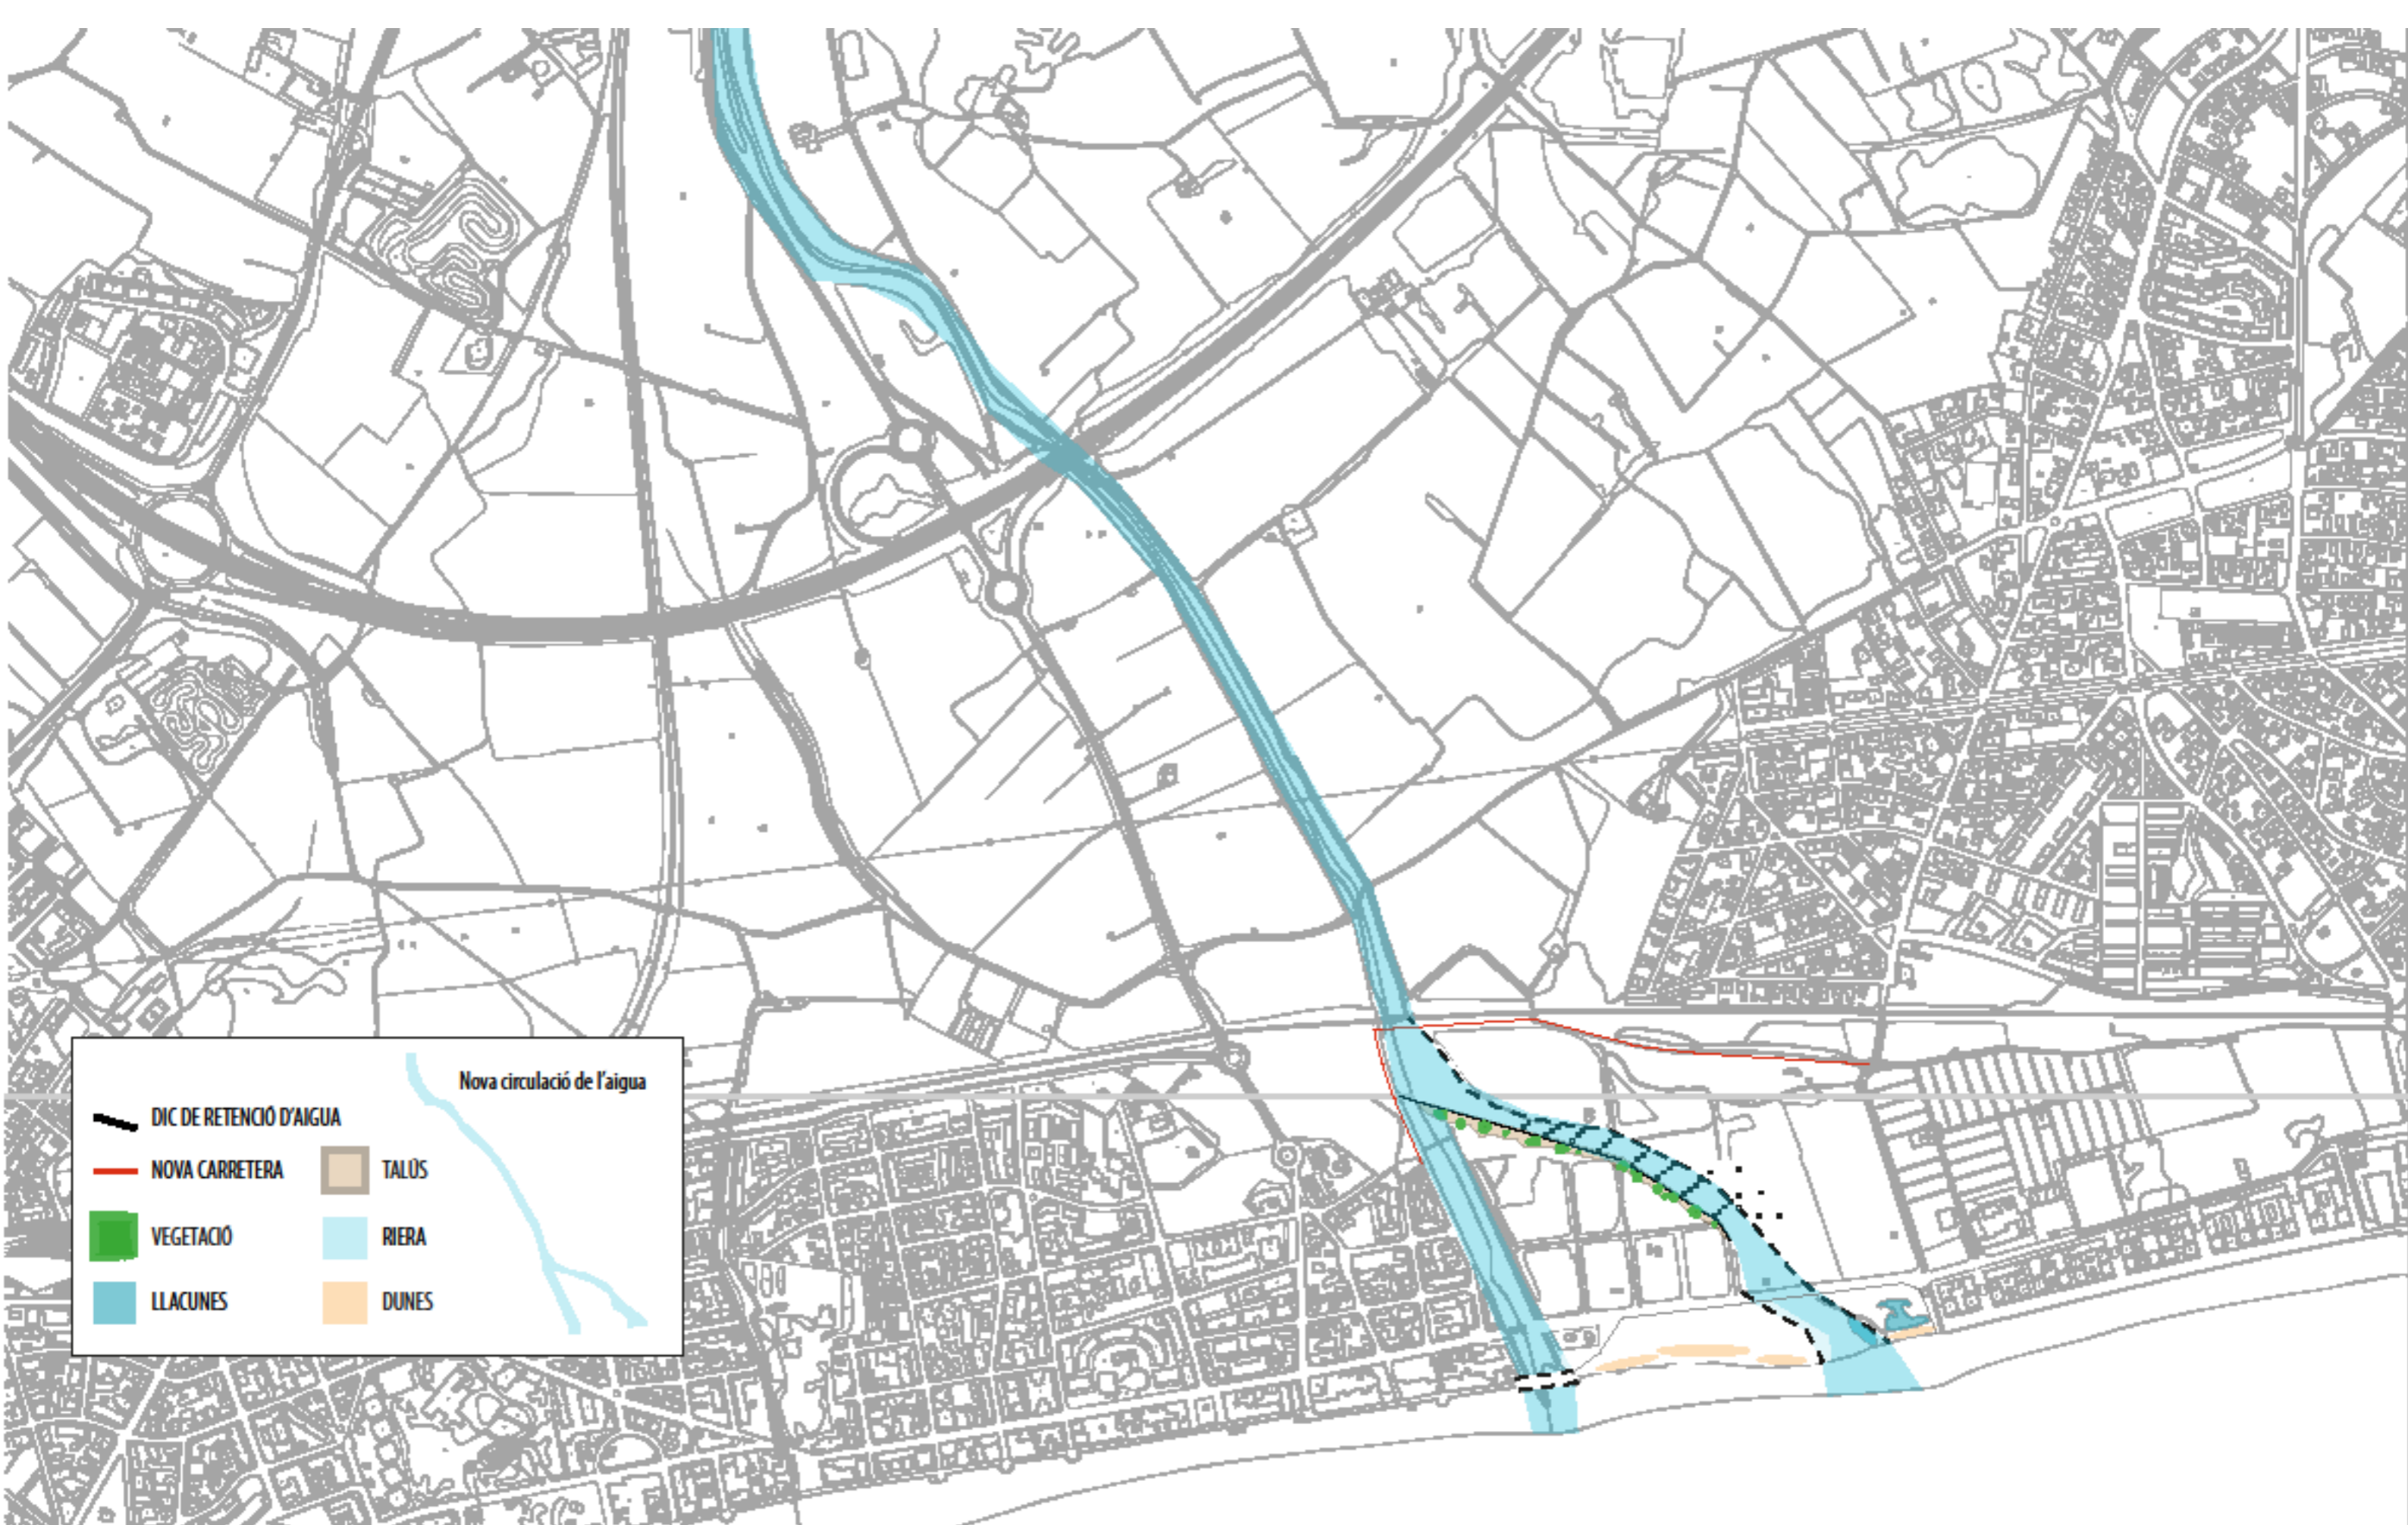 Nova circulació de l'aigua
DIC DE RETENCIÓ D'AIGUA
NOVA CARRETERA
TALÚS
VEGETACIÓ
RIERA
LLACUNES
DUNES